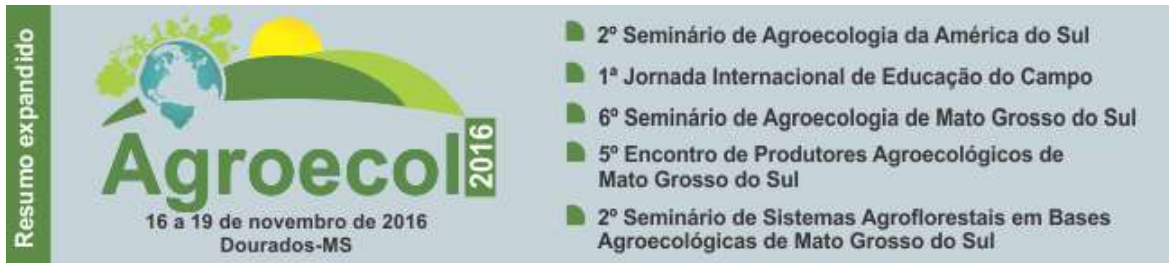 Resumo expandido
Agroecol
2016
16 a 19 de novembro de 2016
Dourados-MS
2º Seminário de Agroecologia da América do Sul
1ª Jornada Internacional de Educação do Campo
6º Seminário de Agroecologia de Mato Grosso do Sul
5º Encontro de Produtores Agroecológicos de
Mato Grosso do Sul
2º Seminário de Sistemas Agroflorestais em Bases
Agroecológicas de Mato Grosso do Sul